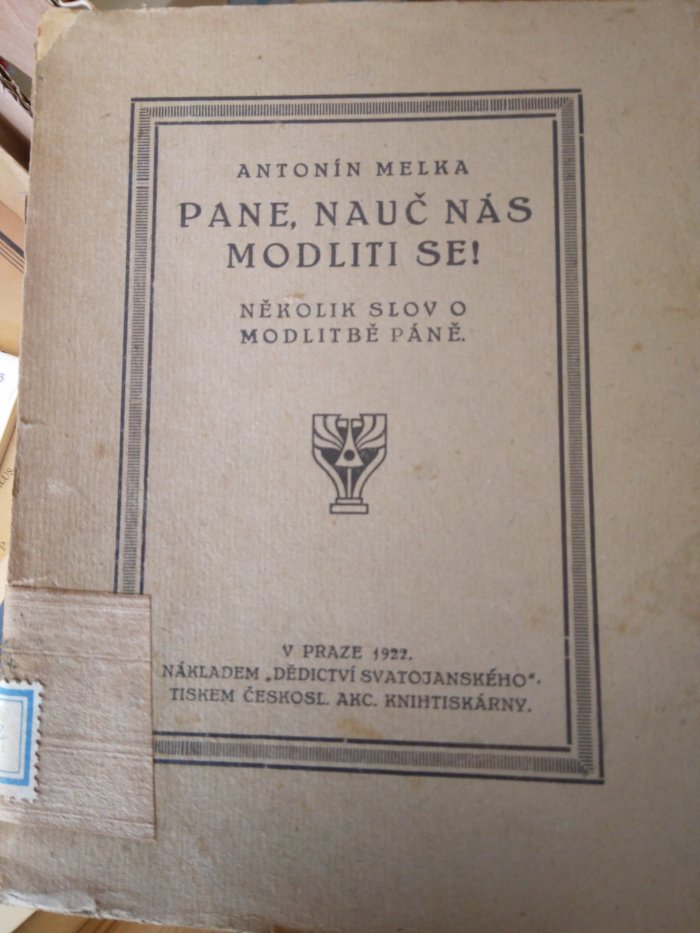 ANTONÍN MELKA
PANE, NAUČ NÁS
MODLITI SE!
NĚKOLIK SLOV O
MODLITBĚ PÁNĚ.
V PRAZE 1922.
NÁKLADEM „DĚDICTVÍ SVATOJANSKÉHO“.
TISKEM ČESKOSL. AKC. KNIHTISKÁRNY.